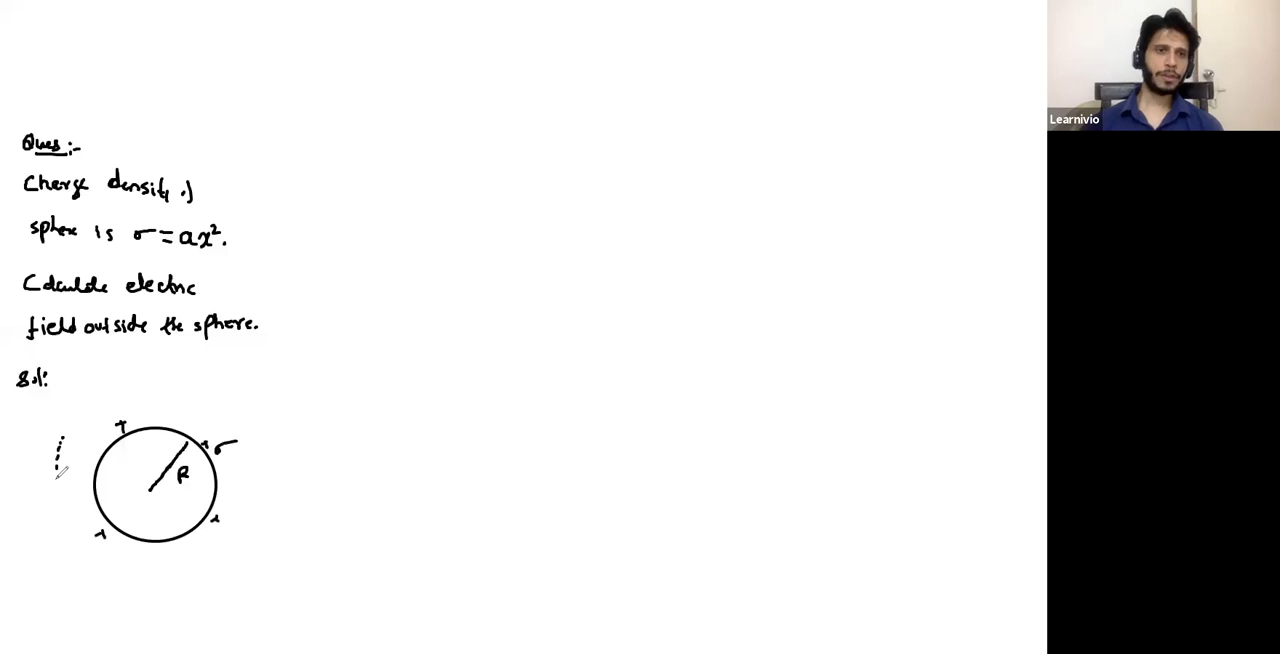 Ques:-
Charge density of
sphere is σ = ax².
Calculate electric
field outside the sphere.
Sol:
+
+ σ
R
+
+
Learnivio